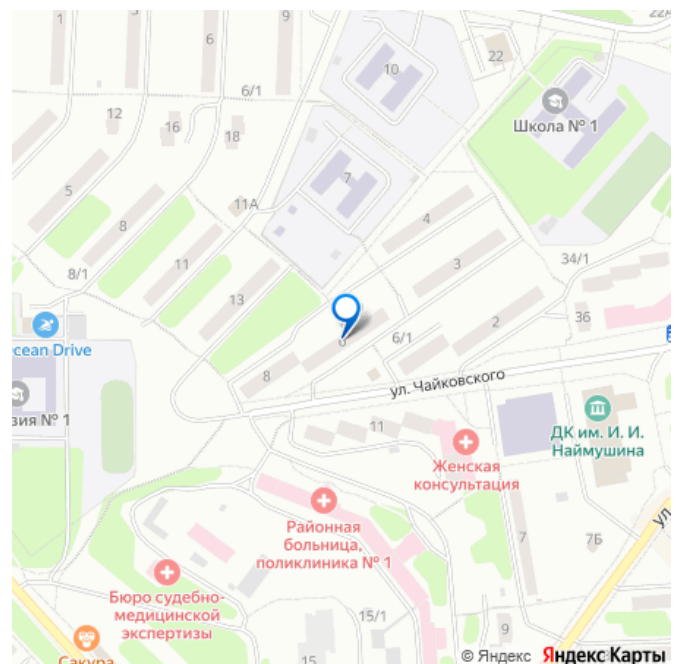 1
9
6
22А
22
10
6/1
Школа № 1
12
16
18
5
7
11А
4
8
3
34/1
8/1
11
13
Ocean Drive
2
36
6/1
6
8
ул. Чайковского
зия № 1
11
ДК им. И. И.
Наймушина
Женская
консультация
ул.
Районная
больница,
поликлиника № 1
7
7Б
Бюро судебно-
медицинской
экспертизы
15/1
9
Сакура
15
© Яндекс Яндекс Карты